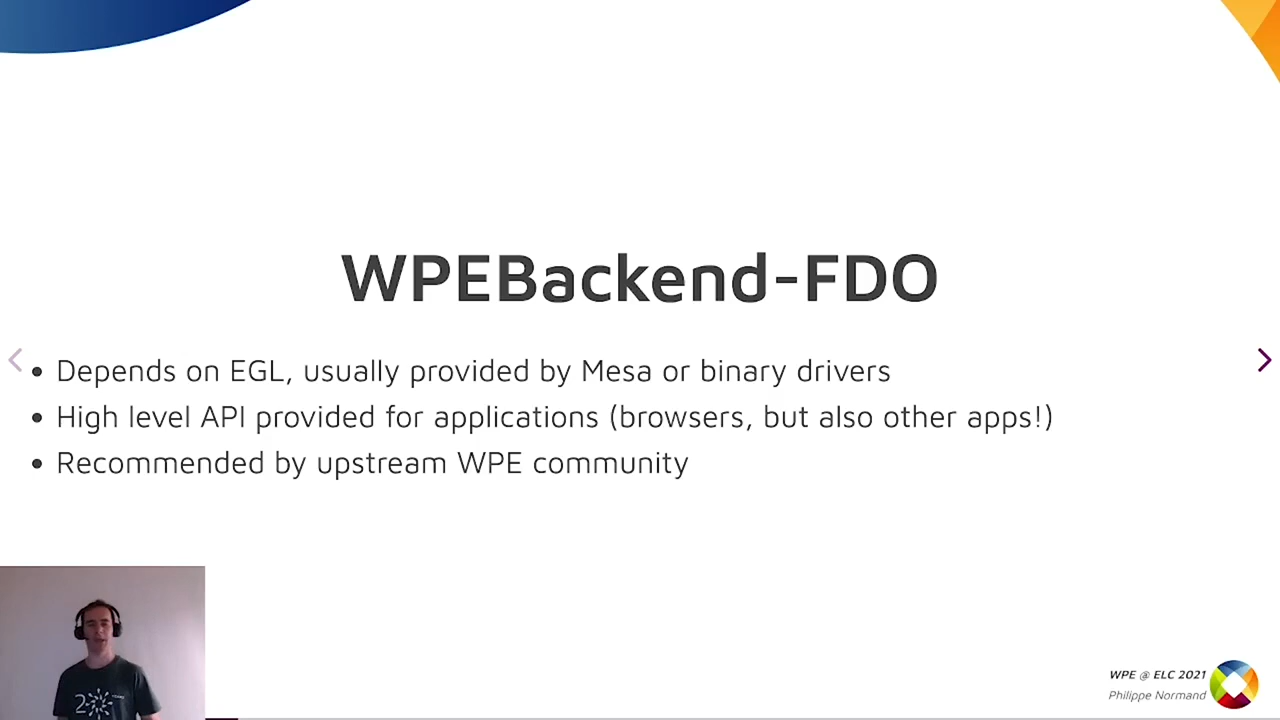 WPEBackend-FDO
Depends on EGL, usually provided by Mesa or binary drivers
High level API provided for applications (browsers, but also other apps!)
Recommended by upstream WPE community
WPE @ ELC 2021
Philippe Normand
20